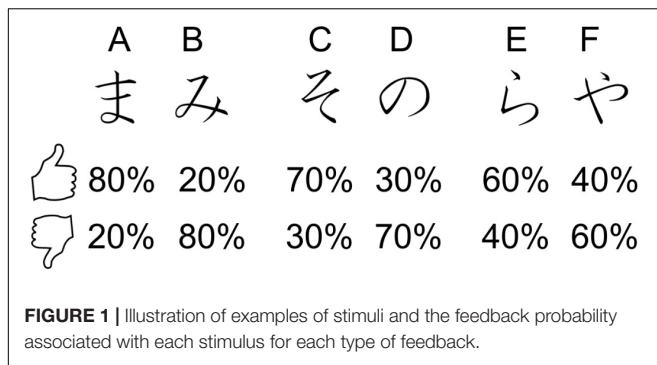 A B C D E F
ま み そ の ら や
80% 20% 70% 30% 60% 40%
20% 80% 30% 70% 40% 60%
FIGURE 1 | Illustration of examples of stimuli and the feedback probability
associated with each stimulus for each type of feedback.